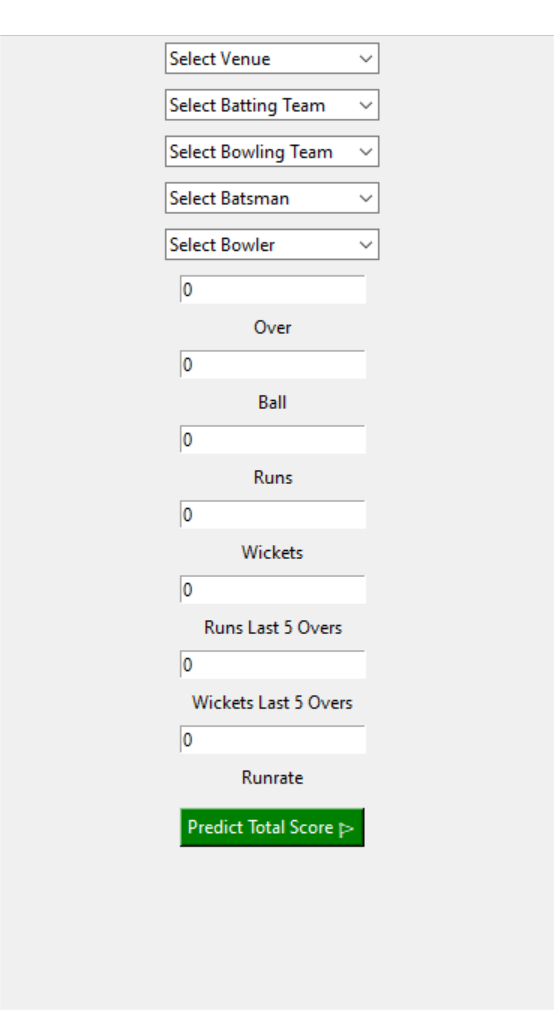 Select Venue
Select Batting Team
Select Bowling Team
Select Batsman
Select Bowler
0
Over
0
Ball
0
Runs
0
Wickets
0
Runs Last 5 Overs
0
Wickets Last 5 Overs
0
Runrate
Predict Total Score